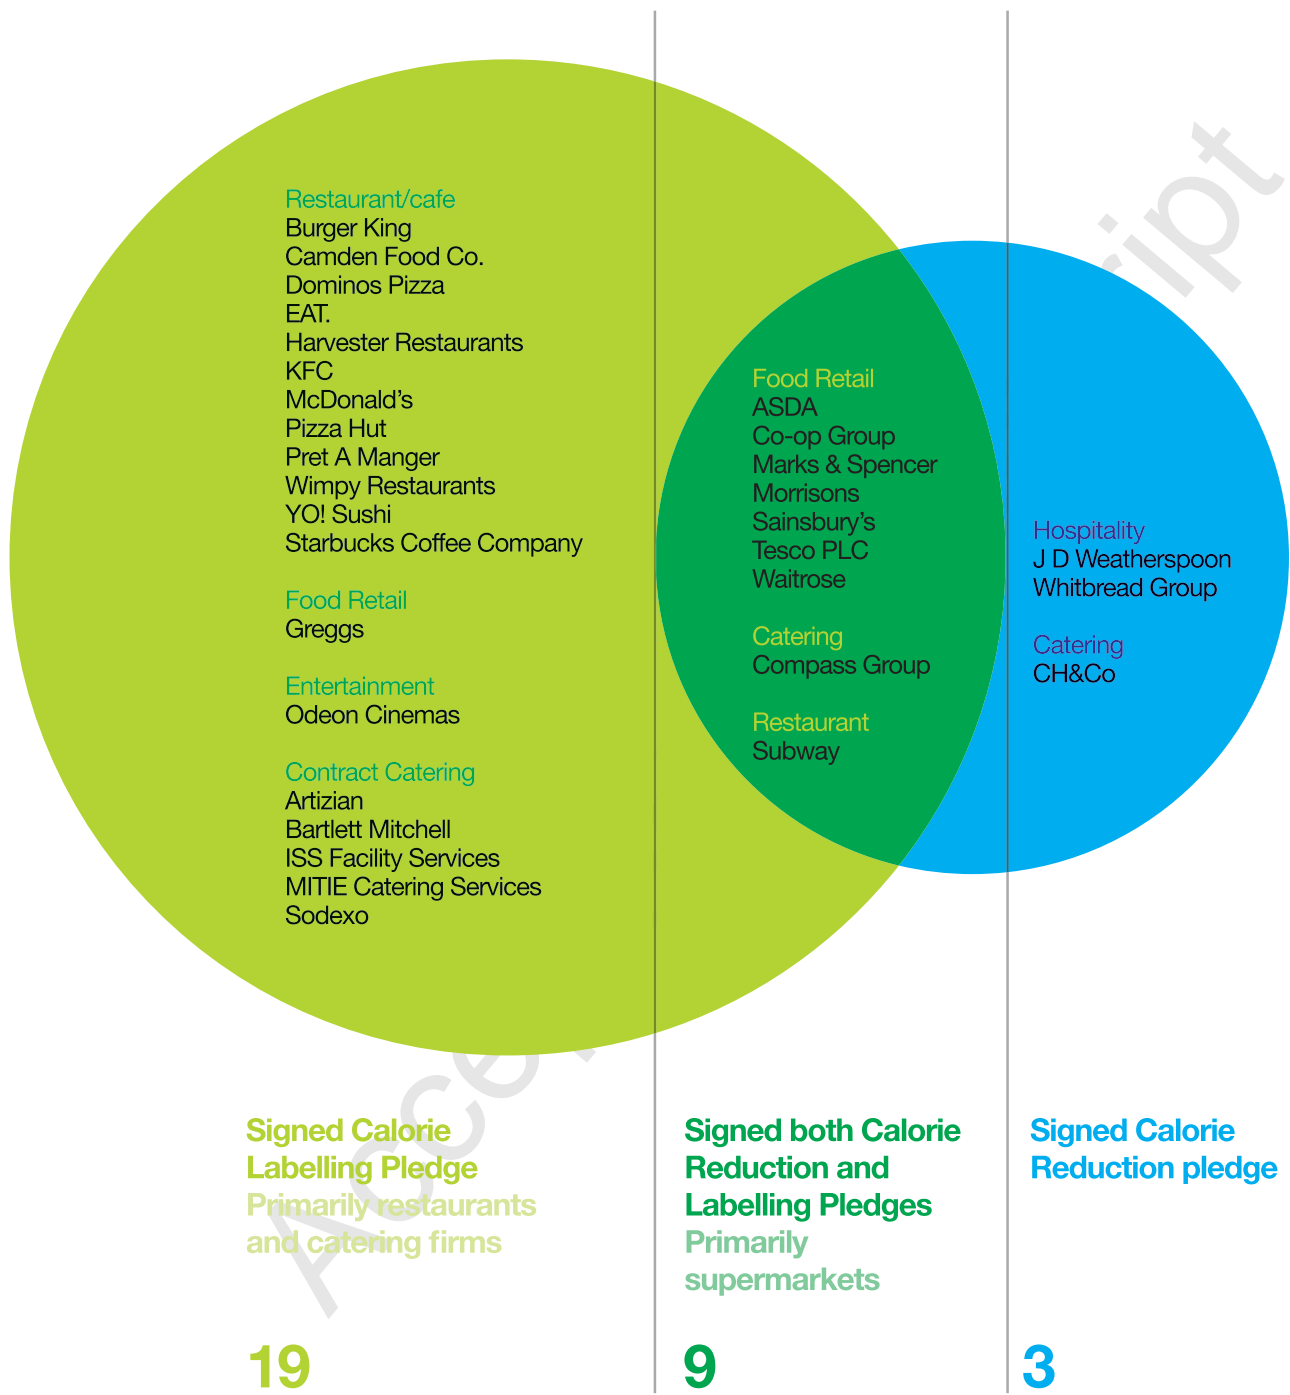 Restaurant/cafe
Burger King
Camden Food Co.
Dominos Pizza
EAT.
Harvester Restaurants
KFC
McDonald’s
Pizza Hut
Pret A Manger
Wimpy Restaurants
YO! Sushi
Starbucks Coffee Company
Food Retail
Greggs
Entertainment
Odeon Cinemas
Contract Catering
Artizian
Bartlett Mitchell
ISS Facility Services
MITIE Catering Services
Sodexo
Food Retail
ASDA
Co-op Group
Marks & Spencer
Morrisons
Sainsbury’s
Tesco PLC
Waitrose
Catering
Compass Group
Restaurant
Subway
Hospitality
J D Weatherspoon
Whitbread Group
Catering
CH&Co
Signed Calorie
Labelling Pledge
Primarily restaurants
and catering firms
19
Signed both Calorie
Reduction and
Labelling Pledges
Primarily
supermarkets
9
Signed Calorie
Reduction pledge
3